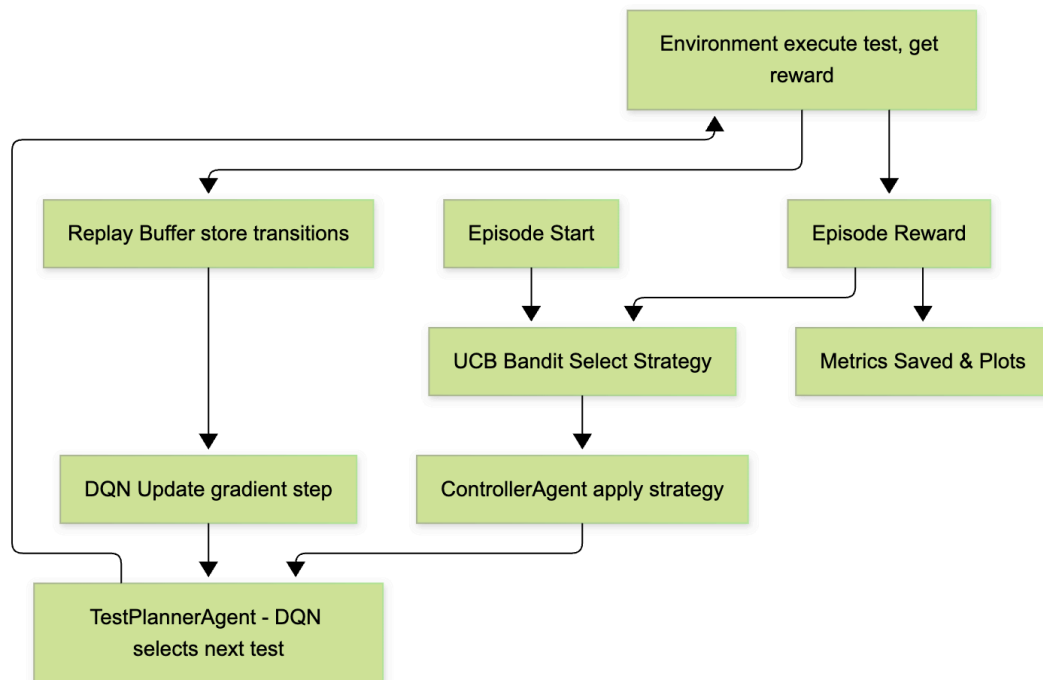 Environment execute test, get
reward
Replay Buffer store transitions
Episode Start
Episode Reward
UCB Bandit Select Strategy
Metrics Saved & Plots
DQN Update gradient step
ControllerAgent apply strategy
TestPlannerAgent - DQN
selects next test